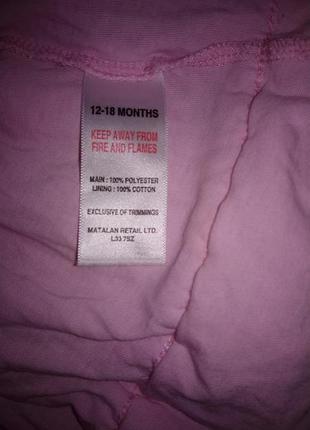 12-18 MONTHS
KEEP AWAY FROM
FIRE AND FLAMES
MAIN : 100% POLYESTER
LINING : 100% COTTON
EXCLUSIVE OF TRIMMINGS
MATALAN RETAIL LTD.
L33 7SZ